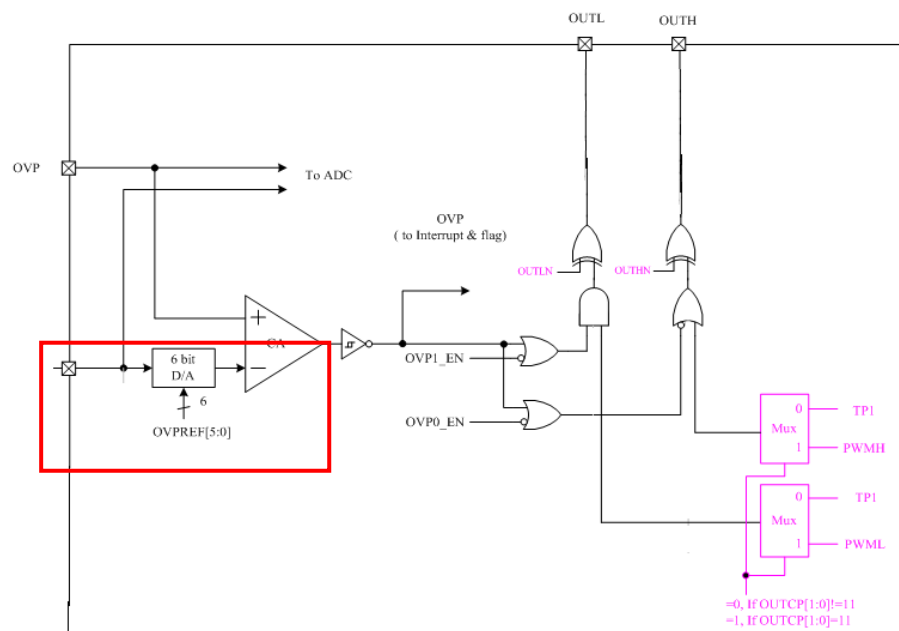 OUTL
OUTH
OVP
To ADC
OVP
( to Interrupt & flag)
OUTLN
OUTHN
+
CA
6 bit
D/A
−
OVP1_EN
6
OVPREF[5:0]
OVP0_EN
0
TP1
Mux
1
PWMH
0
TP1
Mux
1
PWML
=0, If OUTCP[1:0]!=11
=1, If OUTCP[1:0]=11